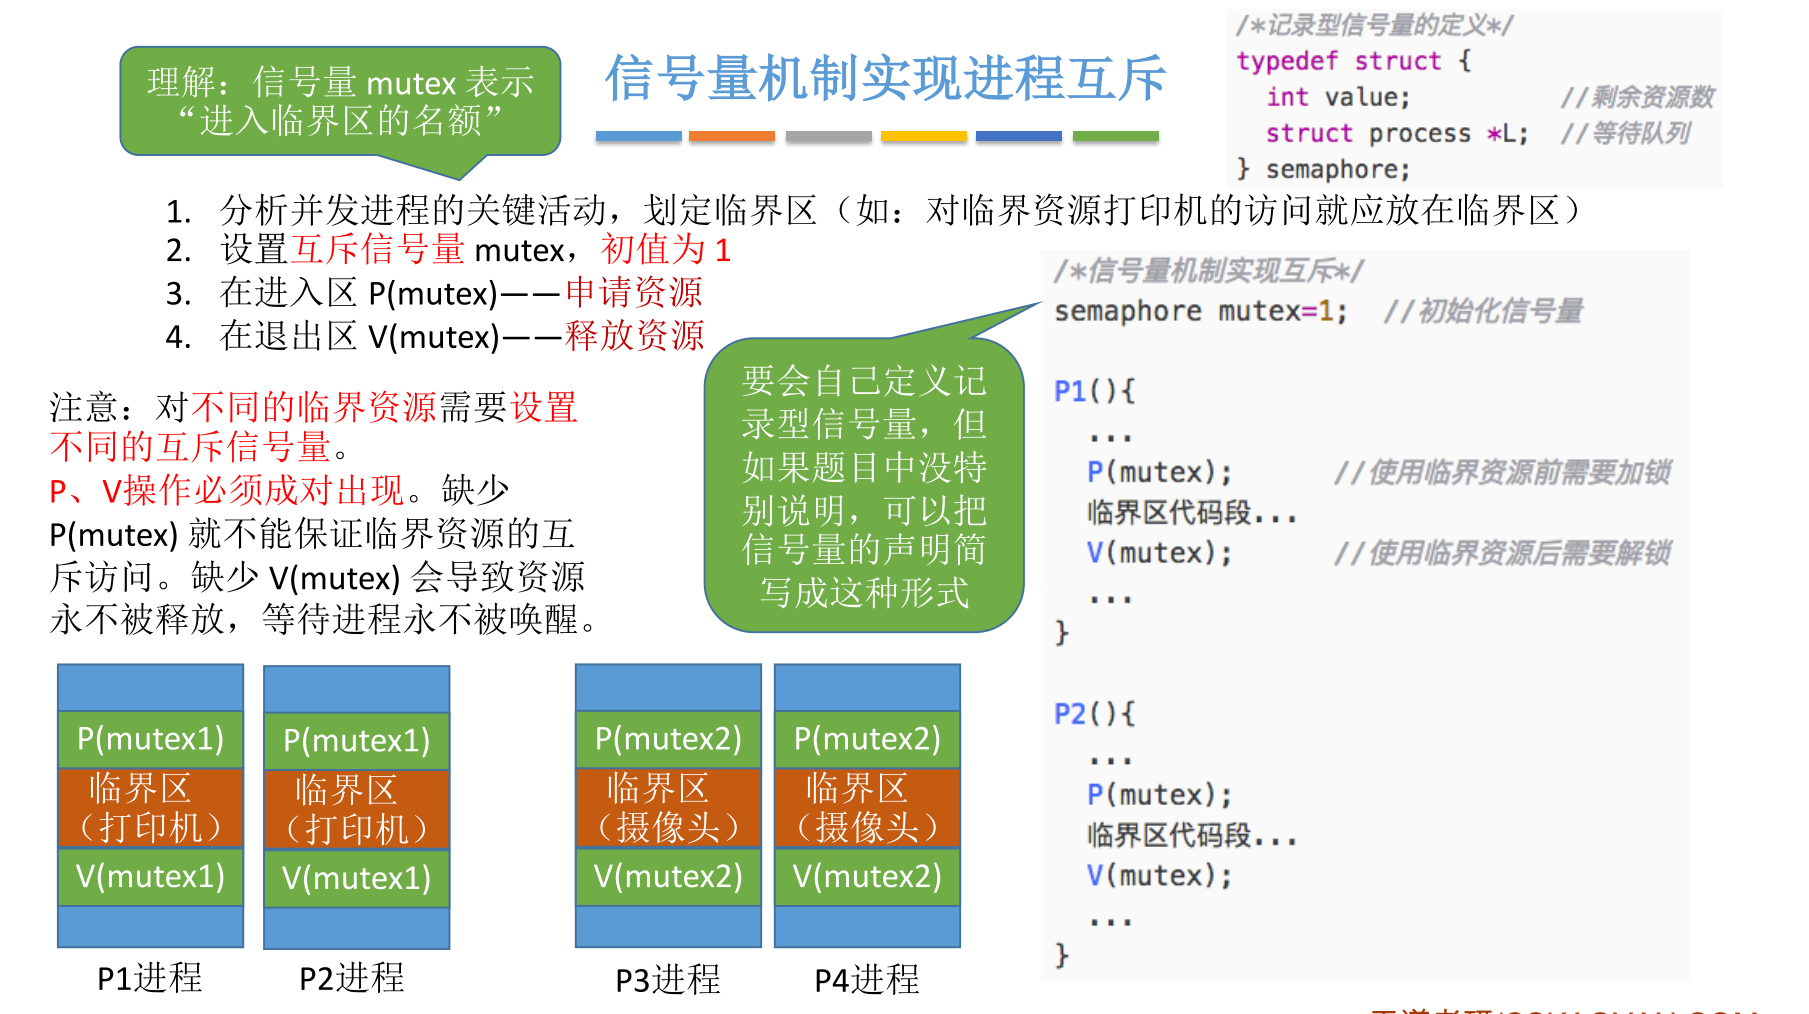 理解：信号量 mutex 表示
“进入临界区的名额”
信号量机制实现进程互斥
/*记录型信号量的定义*/
typedef struct {
int value; //剩余资源数
struct process *L; //等待队列
} semaphore;
1. 分析并发进程的关键活动，划定临界区（如：对临界资源打印机的访问就应放在临界区）
2. 设置互斥信号量 mutex，初值为 1
3. 在进入区 P(mutex)——申请资源
4. 在退出区 V(mutex)——释放资源
注意：对不同的临界资源需要设置
不同的互斥信号量。
P、V操作必须成对出现。缺少
P(mutex) 就不能保证临界资源的互
斥访问。缺少 V(mutex) 会导致资源
永不被释放，等待进程永不被唤醒。
要会自己定义记
录型信号量，但
如果题目中没特
别说明，可以把
信号量的声明简
写成这种形式
/*信号量机制实现互斥*/
semaphore mutex=1; //初始化信号量
P1(){
...
P(mutex); //使用临界资源前需要加锁
临界区代码段...
V(mutex); //使用临界资源后需要解锁
...
}
P2(){
...
P(mutex);
临界区代码段...
V(mutex);
...
}
P(mutex1)
临界区
（打印机）
V(mutex1)
P1进程
P(mutex1)
临界区
（打印机）
V(mutex1)
P2进程
P(mutex2)
临界区
（摄像头）
V(mutex2)
P3进程
P(mutex2)
临界区
（摄像头）
V(mutex2)
P4进程